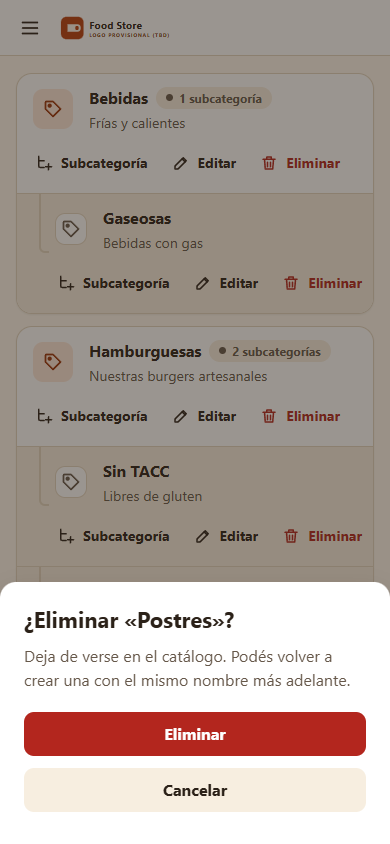 Food Store
LOGO PROVISIONAL (TBD)
Bebidas
1 subcategoría
Frías y calientes
Subcategoría
Editar
Eliminar
Gaseosas
Bebidas con gas
Subcategoría
Editar
Eliminar
Hamburguesas
2 subcategorías
Nuestras burgers artesanales
Subcategoría
Editar
Eliminar
Sin TACC
Libres de gluten
Subcategoría
Editar
Eliminar
¿Eliminar «Postres»?
Deja de verse en el catálogo. Podés volver a
crear una con el mismo nombre más adelante.
Eliminar
Cancelar